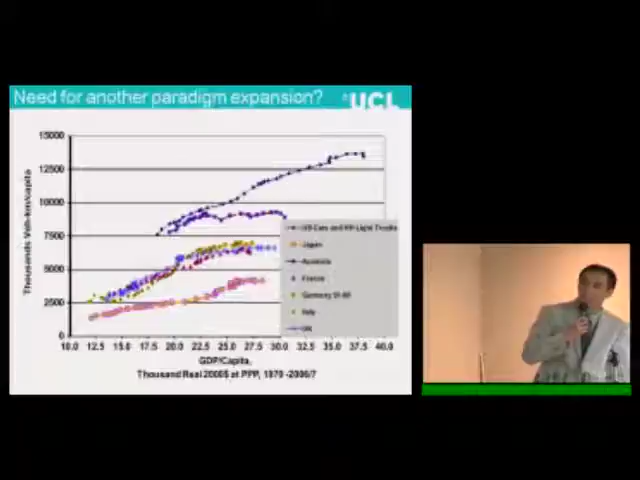 Need for another paradigm expansion?
UCL
15000
12500
10000
7500
5000
2500
0
Thousands Veh-km/capita
10.0 12.5 15.0 17.5 20.0 22.5 25.0 27.5 30.0 32.5 35.0 37.5 40.0
GDP/Capita,
Thousand Real 2000$ at PPP, 1970 -2006/7
US Cars and Light Trucks
Japan
Australia
France
Germany
Italy
UK